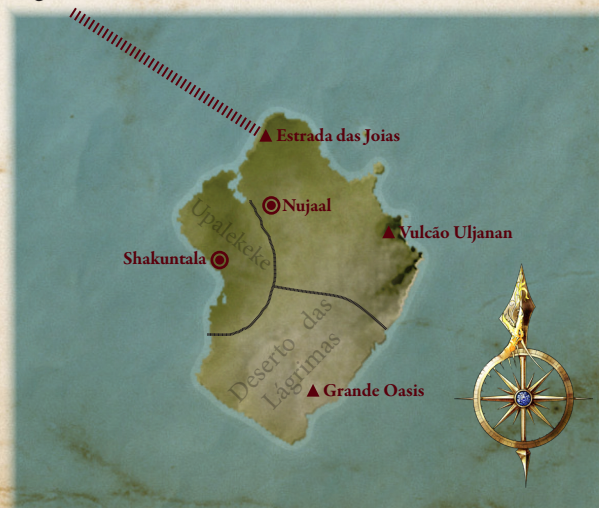 Estrada das Joias
Nujaal
Upalekeke
Vulcão Uljanan
Shakuntala
Deserto das
Lágrimas
Grande Oasis